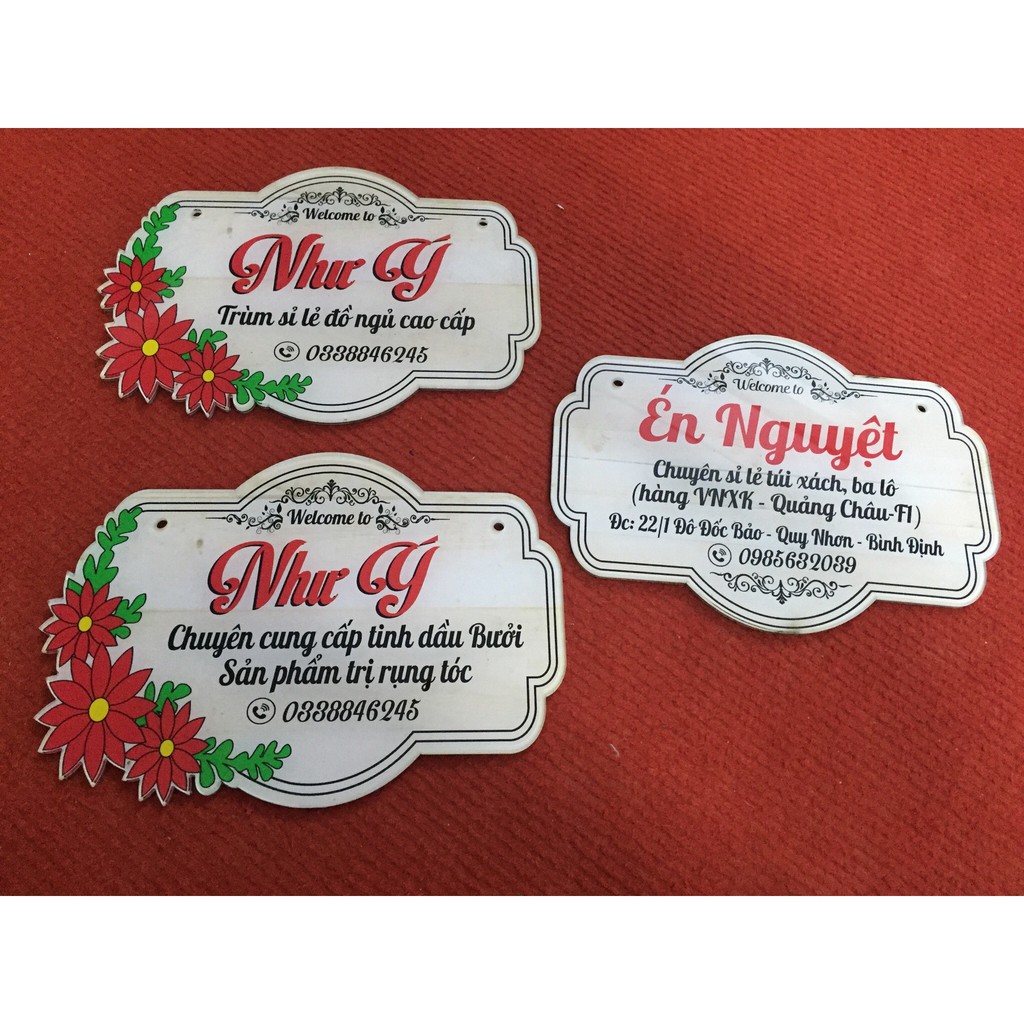 Welcome to
Như Ý
Trùm sỉ lẻ đồ ngủ cao cấp
0338846245
Welcome to
Én Nguyệt
Chuyên sỉ lẻ túi xách, ba lô
(hàng VNXK - Quảng Châu-F1)
Đc: 22/1 Đô Đốc Bảo - Quy Nhơn - Bình Định
0985632039
Welcome to
Như Ý
Chuyên cung cấp tinh dầu Bưởi
Sản phẩm trị rụng tóc
0338846245